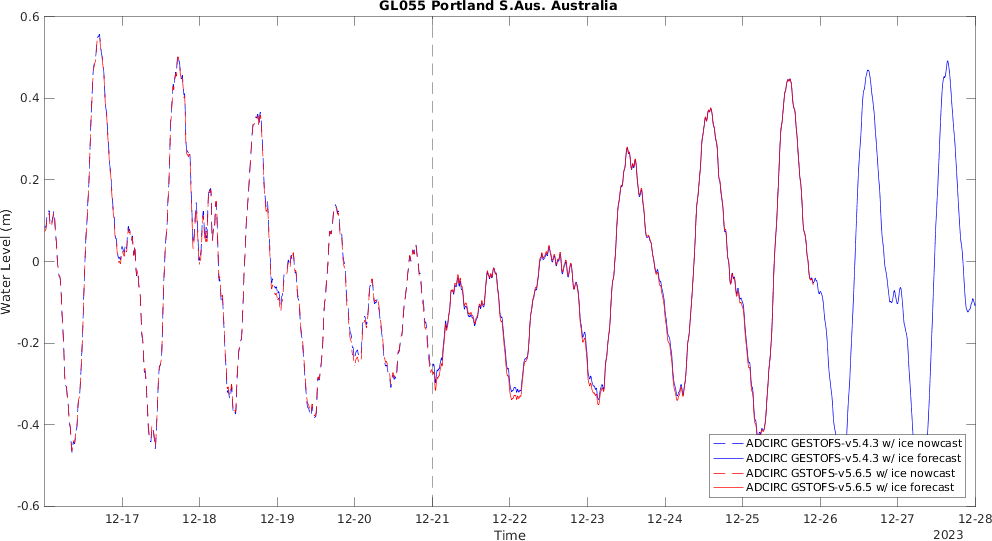 GL055 Portland S.Aus. Australia
0.6
0.4
0.2
0
-0.2
-0.4
-0.6
Water Level (m)
12-17 12-18 12-19 12-20 12-21 12-22 12-23 12-24 12-25 12-26 12-27 12-28
Time
2023
ADCIRC GESTOFS-v5.4.3 w/ ice nowcast
ADCIRC GESTOFS-v5.4.3 w/ ice forecast
ADCIRC GSTOFS-v5.6.5 w/ ice nowcast
ADCIRC GSTOFS-v5.6.5 w/ ice forecast